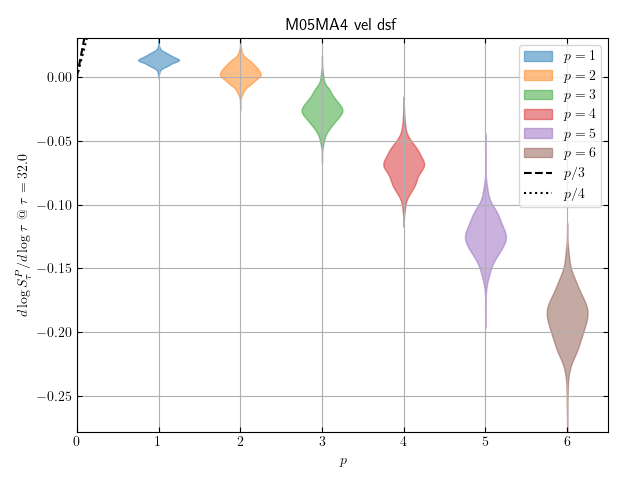 M05MA4 vel dsf
d log S_τ^P / d log τ @ τ = 32.0
0.00
−0.05
−0.10
−0.15
−0.20
−0.25
0 1 2 3 4 5 6
p
p = 1
p = 2
p = 3
p = 4
p = 5
p = 6
p/3
p/4